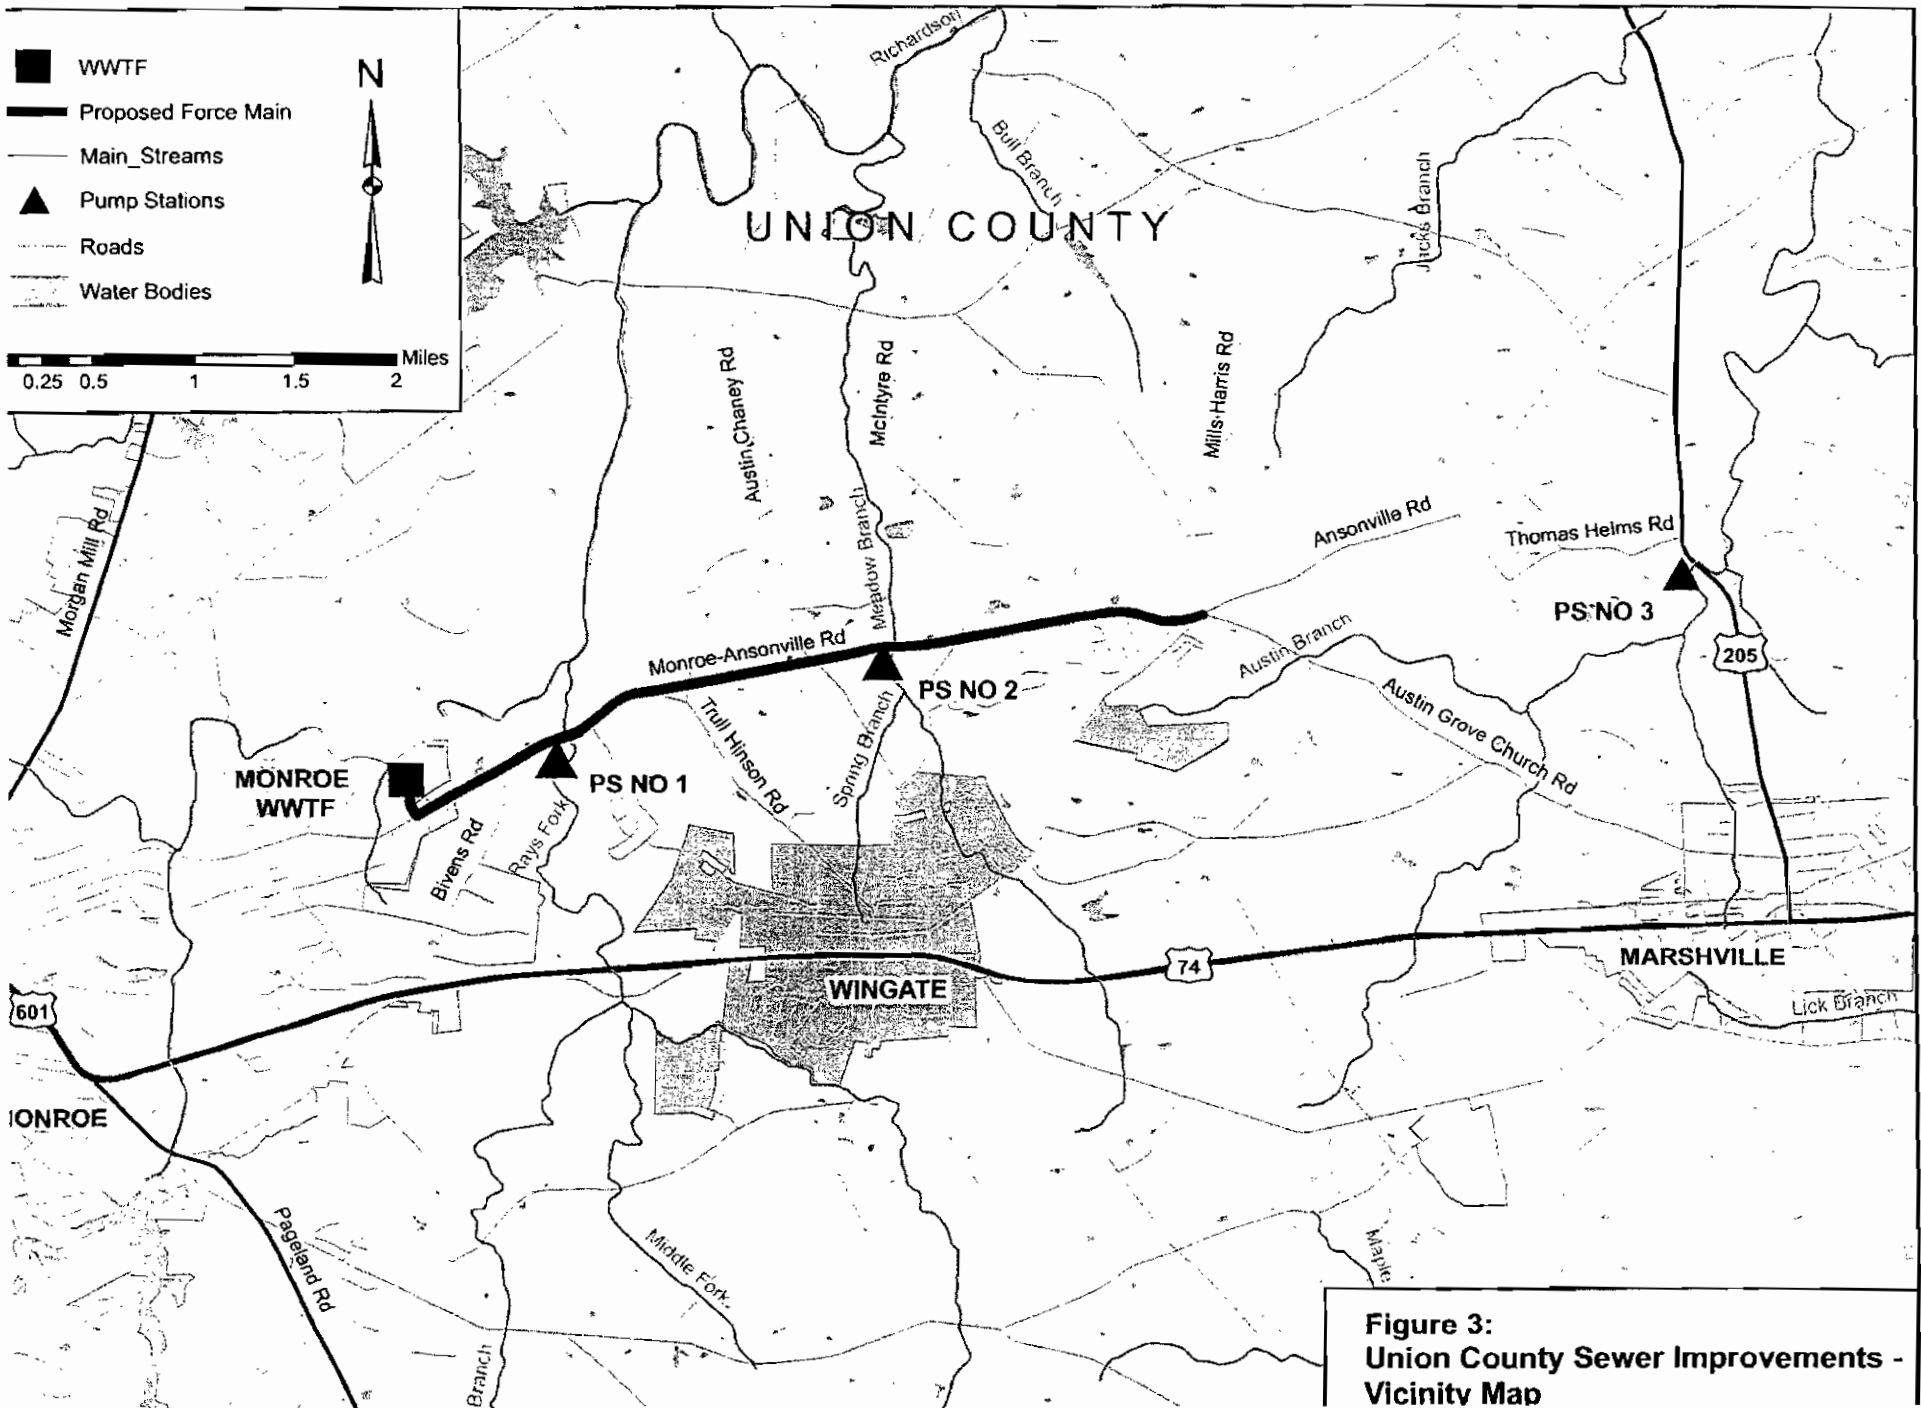 WWTF
Proposed Force Main
Main_Streams
Pump Stations
Roads
Water Bodies
N
Miles
0.25 0.5 1 1.5 2
Richardson
Bull Branch
UNION COUNTY
Jacks Branch
Austin Chaney Rd
McIntyre Rd
Mills-Harris Rd
Morgan Mill Rd
Meadow Branch
Ansonville Rd
Thomas Helms Rd
PS NO 3
205
Monroe-Ansonville Rd
Austin Branch
PS NO 2
Austin Grove Church Rd
Trull Hinson Rd
Spring Branch
MONROE
WWTF
PS NO 1
Bivens Rd
Rays Fork
WINGATE
74
MARSHVILLE
Lick Branch
601
IONROE
Pageland Rd
Middle Fork
Maple
Branch
Figure 3:
Union County Sewer Improvements -
Vicinity Map